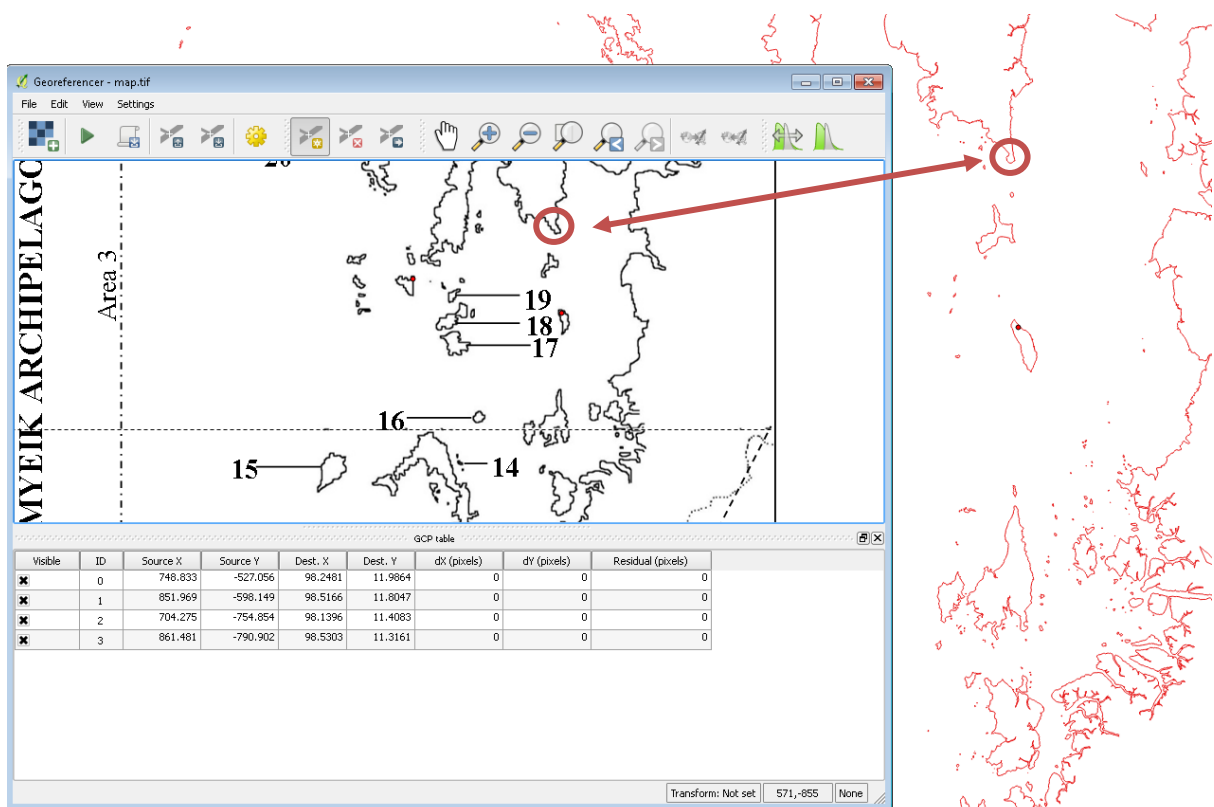 Georeferencer - map.tif
File Edit View Settings
MYEIK ARCHIPELAGO
Area 3
20
19
18
17
16
15
14
GCP table
Visible ID Source X Source Y Dest. X Dest. Y dX (pixels) dY (pixels) Residual (pixels)
0 748.833 -527.056 98.2481 11.9864 0 0 0
1 851.969 -598.149 98.5166 11.8047 0 0 0
2 704.275 -754.854 98.1396 11.4083 0 0 0
3 861.481 -790.902 98.5303 11.3161 0 0 0
Transform: Not set 571,-855 None